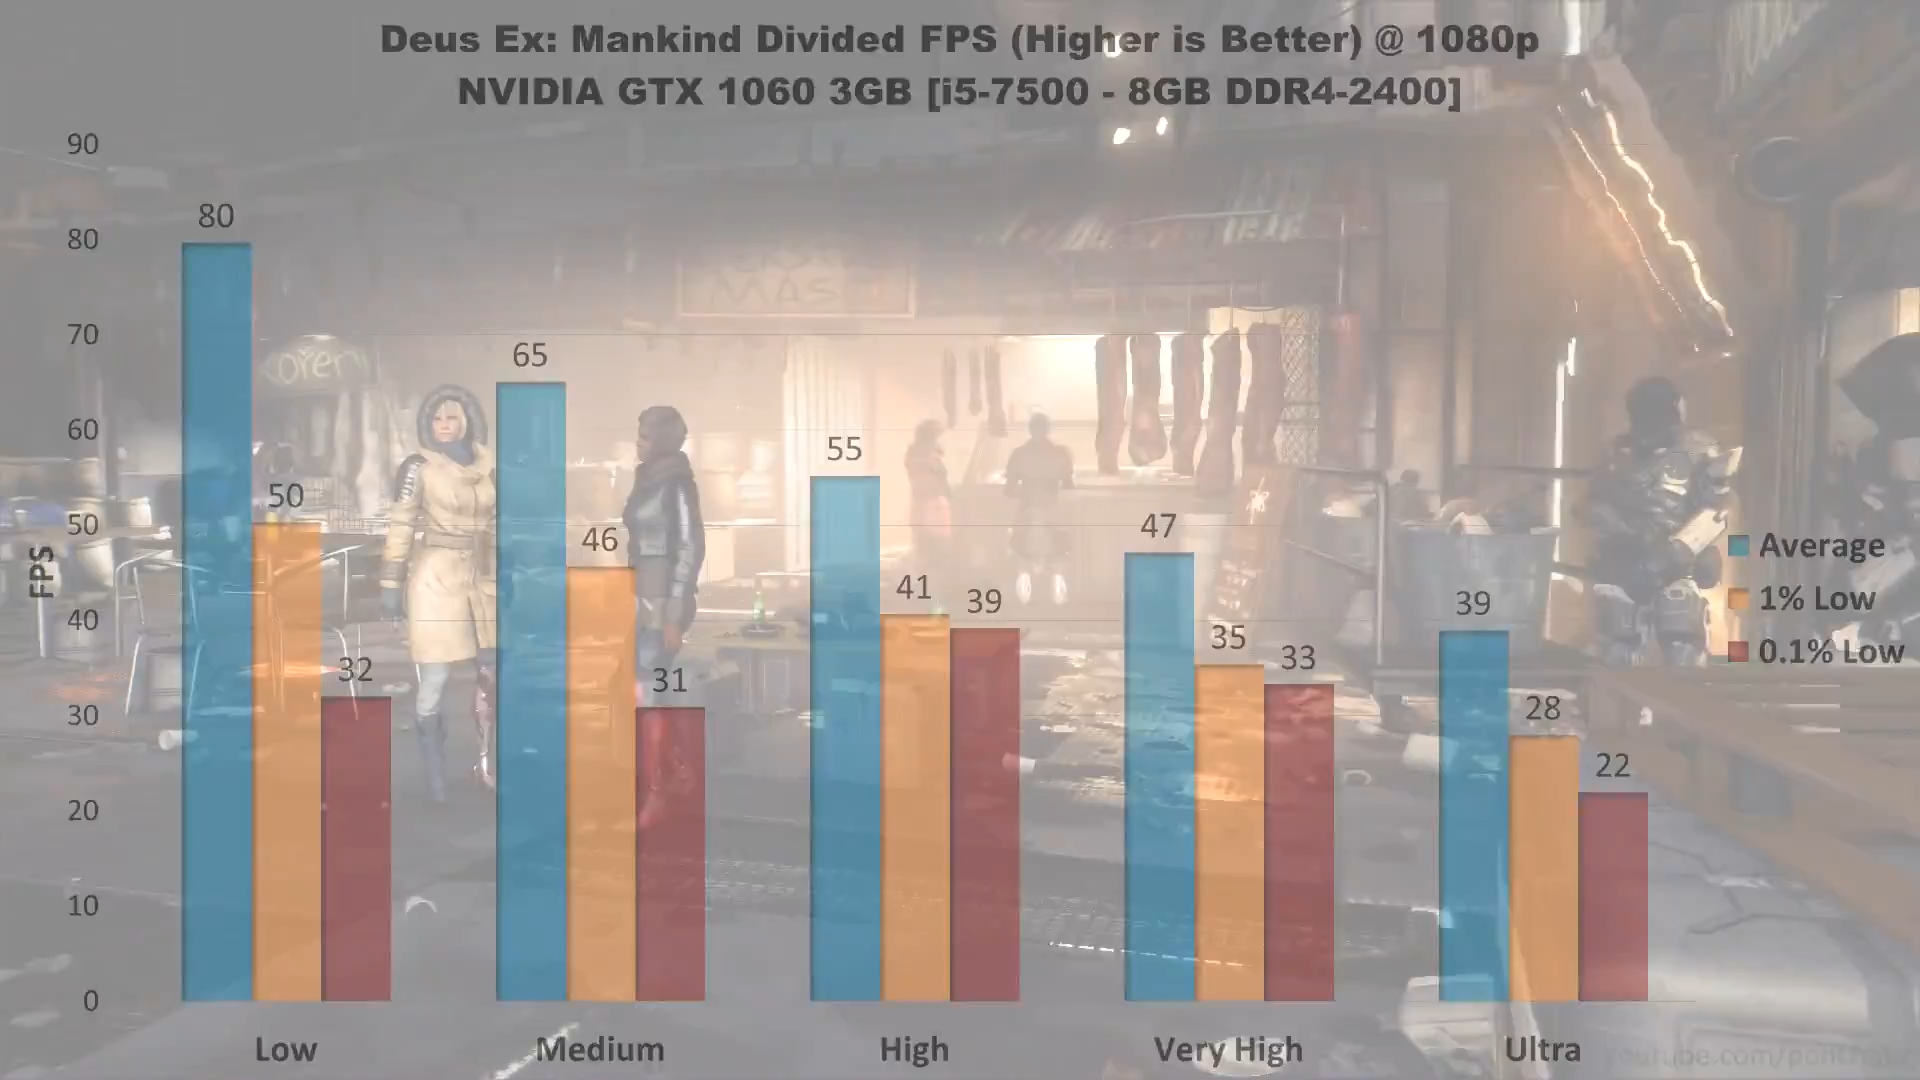 Deus Ex: Mankind Divided FPS (Higher is Better) @ 1080p
NVIDIA GTX 1060 3GB [i5-7500 - 8GB DDR4-2400]
90
80
70
60
50
40
30
20
10
0
FPS
80
50
32
65
46
31
55
41
39
47
35
33
39
28
22
Average
1% Low
0.1% Low
Low
Medium
High
Very High
Ultra